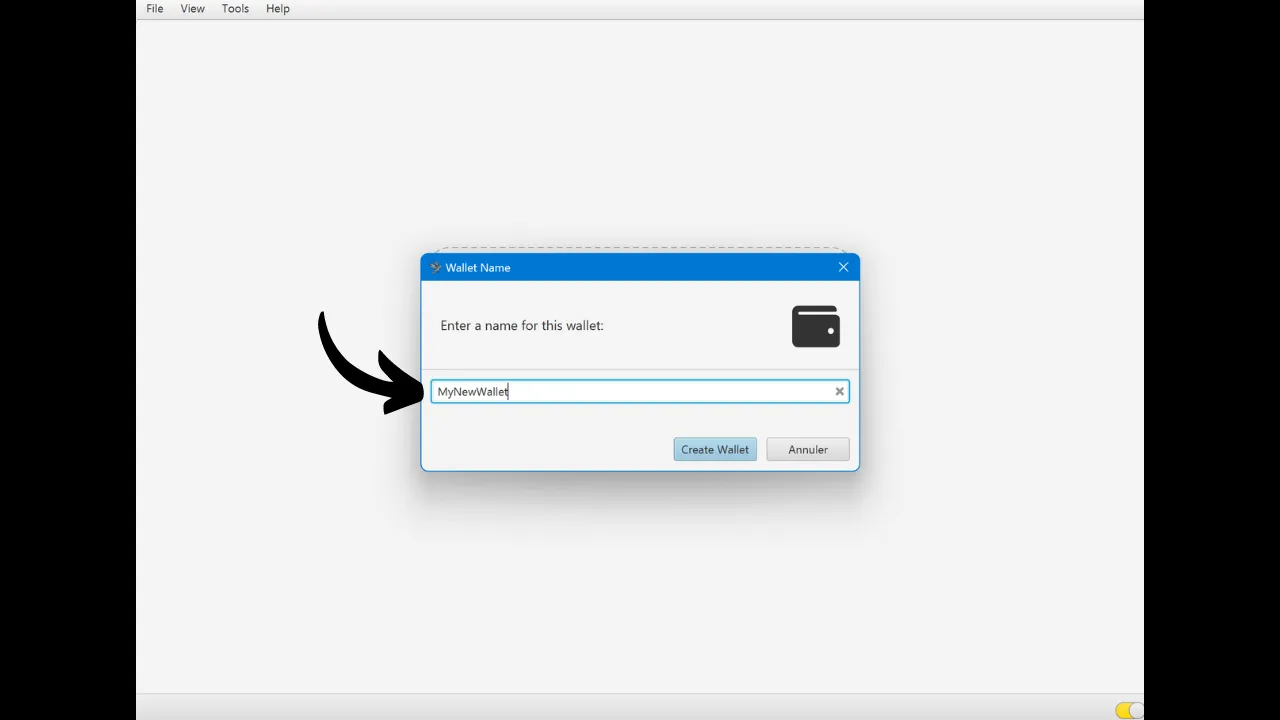 File View Tools Help
Wallet Name
Enter a name for this wallet:
MyNewWallet
Create Wallet Annuler